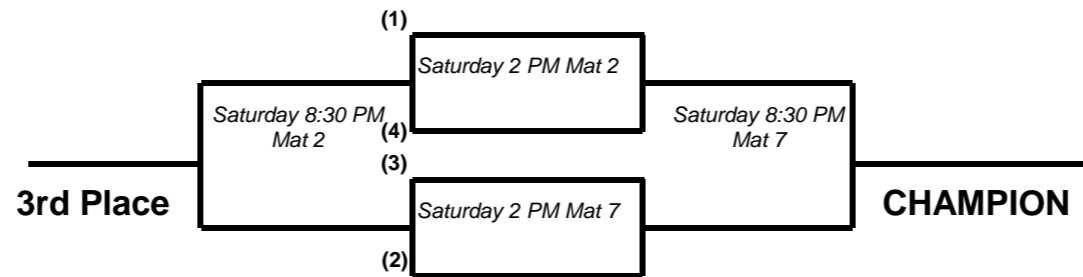 (1)
Saturday 2 PM Mat 2
Saturday 8:30 PM
Mat 2
(4)
Saturday 8:30 PM
Mat 7
(3)
3rd Place
CHAMPION
Saturday 2 PM Mat 7
(2)